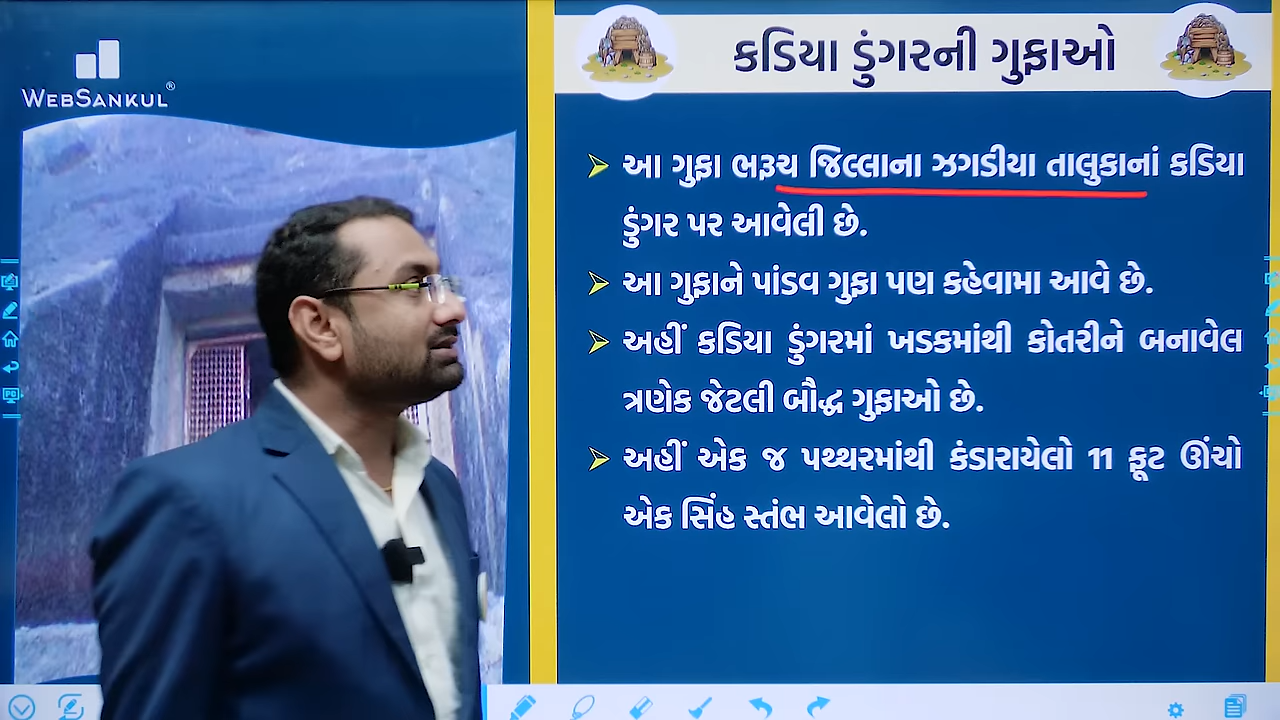 WEBSANKUL®
કડિયા ડુંગરની ગુફાઓ
આ ગુફા ભરૂચ જિલ્લાના ઝગડીયા તાલુકાનાં કડિયા
ડુંગર પર આવેલી છે.
આ ગુફાને પાંડવ ગુફા પણ કહેવામા આવે છે.
અહીં કડિયા ડુંગરમાં ખડકમાંથી કોતરીને બનાવેલ
ત્રણેક જેટલી બૌદ્ધ ગુફાઓ છે.
અહીં એક જ પથ્થરમાંથી કંડારાયેલો 11 ફૂટ ઊંચો
એક સિંહ સ્તંભ આવેલો છે.